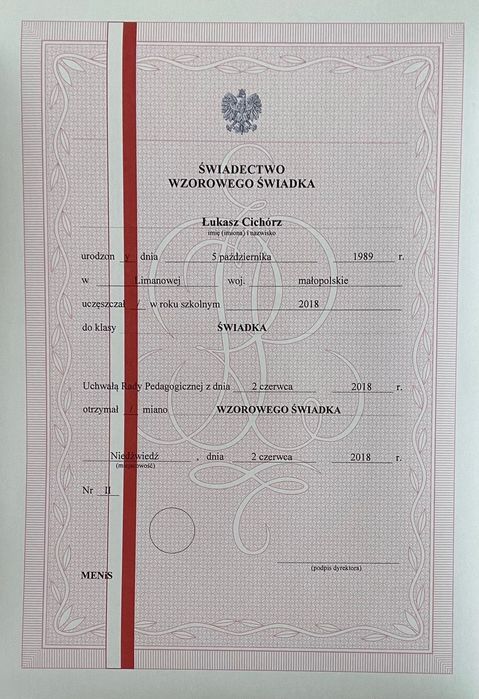 ŚWIADECTWO
WZOROWEGO ŚWIADKA
Łukasz Cichórz
imię (imiona) i nazwisko
urodzon y dnia 5 października 1989 r.
w Limanowej woj. małopolskie
uczęszczał / w roku szkolnym 2018
do klasy ŚWIADKA
Uchwałą Rady Pedagogicznej z dnia 2 czerwca 2018 r.
otrzymał / miano WZOROWEGO ŚWIADKA
Niedźwiedź , dnia 2 czerwca 2018 r.
(miejscowość)
Nr II
(podpis dyrektora)
MENiS